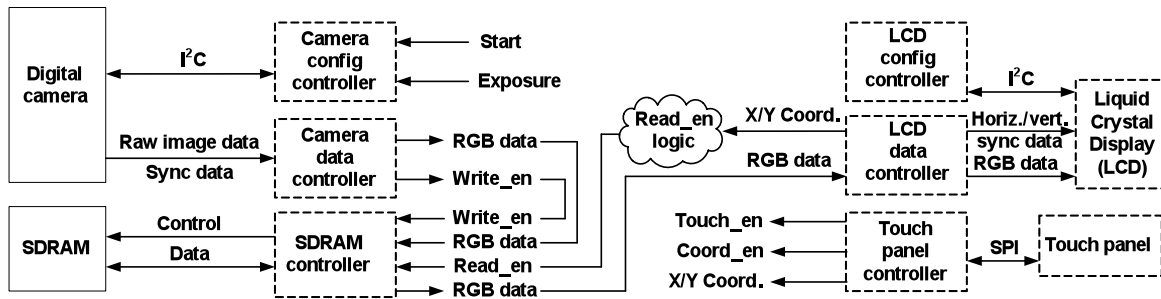 Digital
camera
I²C
Camera
config
controller
Start
Exposure
Raw image data
Sync data
Camera
data
controller
RGB data
Write_en
SDRAM
Control
Data
SDRAM
controller
Write_en
RGB data
Read_en
RGB data
Read_en
logic
X/Y Coord.
RGB data
LCD
config
controller
I²C
LCD
data
controller
Horiz./vert.
sync data
RGB data
Liquid
Crystal
Display
(LCD)
Touch_en
Coord_en
X/Y Coord.
Touch
panel
controller
SPI
Touch panel